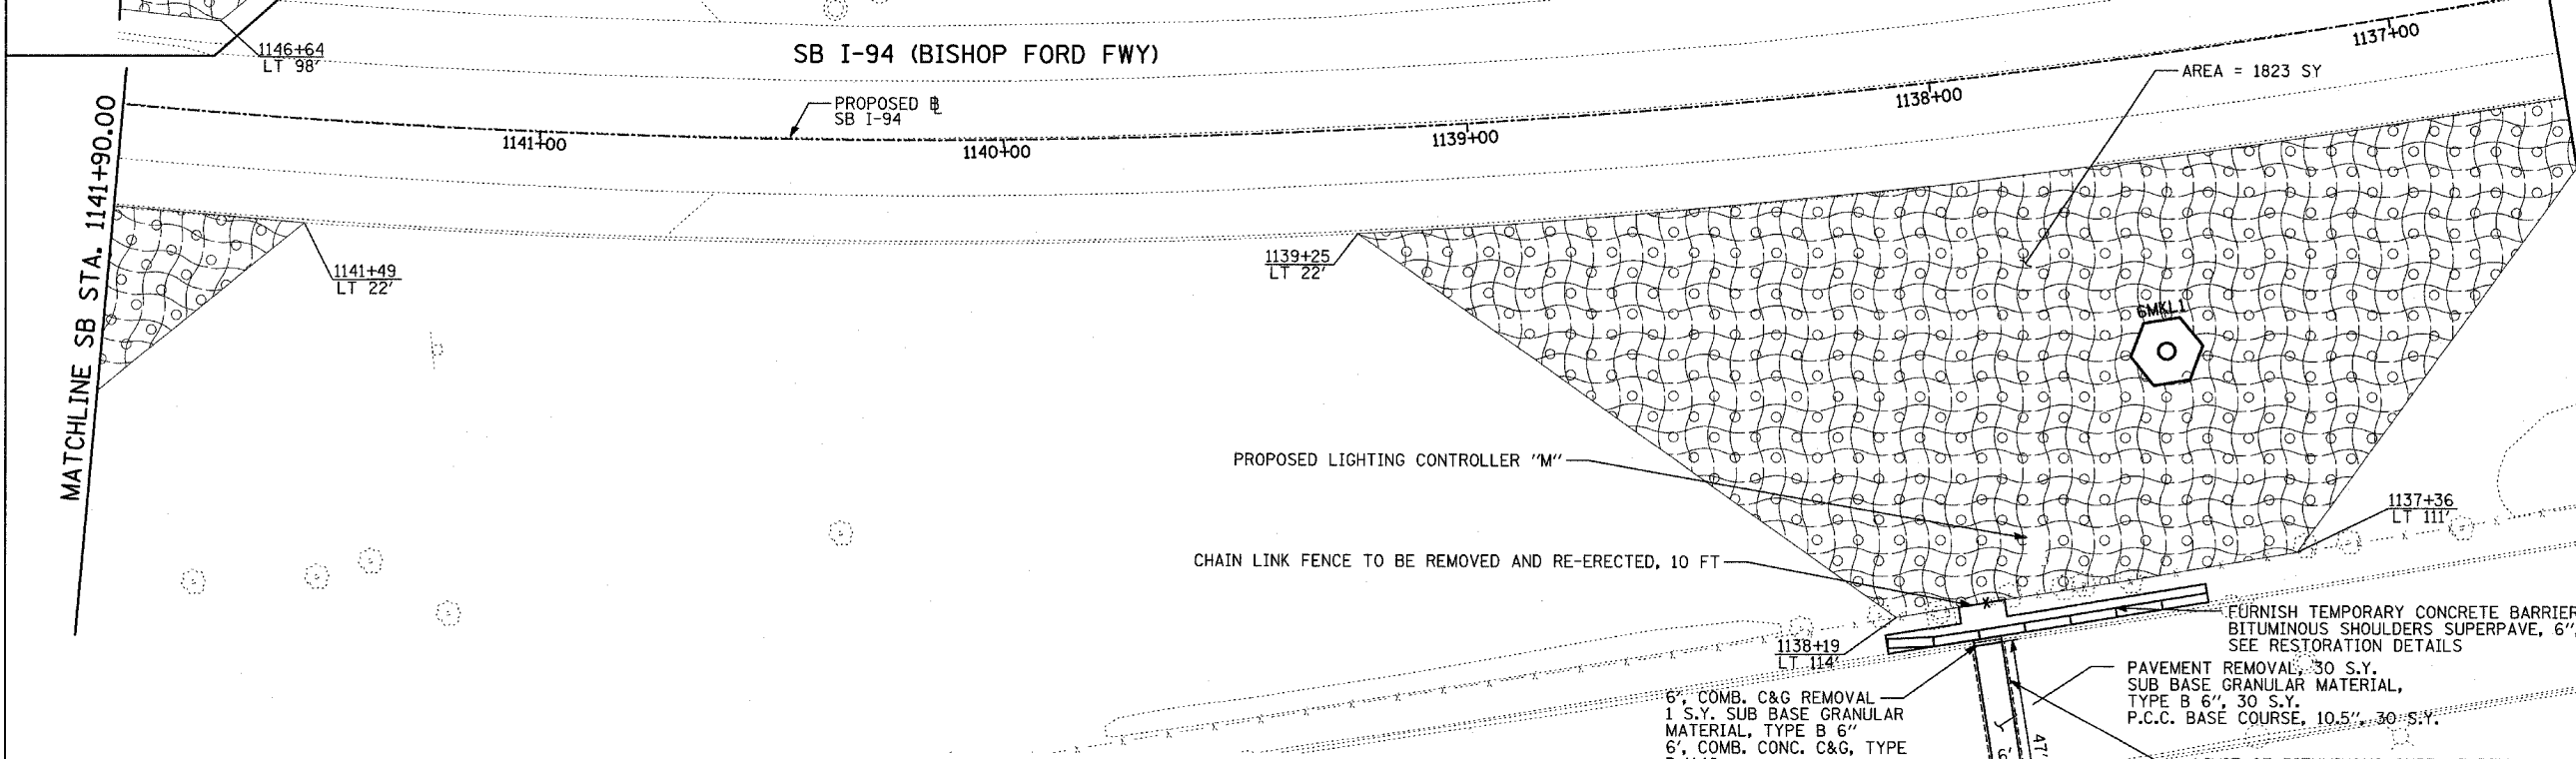 1146+64
LT 98'
SB I-94 (BISHOP FORD FWY)
1137+00
AREA = 1823 SY
PROPOSED
SB I-94
1138+00
1139+00
1140+00
1141+00
MATCHLINE SB STA. 1141+90.00
1141+49
LT 22'
1139+25
LT 22'
6MKL1
PROPOSED LIGHTING CONTROLLER "M"
1137+36
LT 111'
CHAIN LINK FENCE TO BE REMOVED AND RE-ERECTED, 10 FT
X
1138+19
LT 114'
FURNISH TEMPORARY CONCRETE BARRIER
BITUMINOUS SHOULDERS SUPERPAVE, 6",
SEE RESTORATION DETAILS
PAVEMENT REMOVAL, 30 S.Y.
SUB BASE GRANULAR MATERIAL,
TYPE B 6", 30 S.Y.
P.C.C. BASE COURSE, 10.5", 30 S.Y.
6', COMB. C&G REMOVAL
1 S.Y. SUB BASE GRANULAR
MATERIAL, TYPE B 6"
6', COMB. CONC. C&G, TYPE
6'
47'